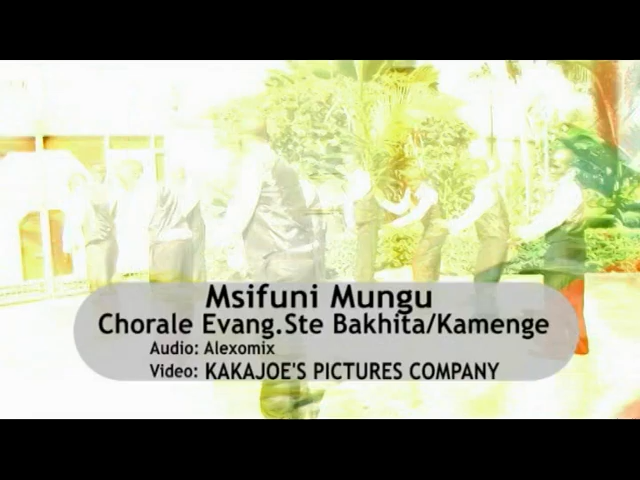 Msifuni Mungu
Chorale Evang.Ste Bakhita/Kamenge
Audio: Alexomix
Video: KAKAJOE'S PICTURES COMPANY